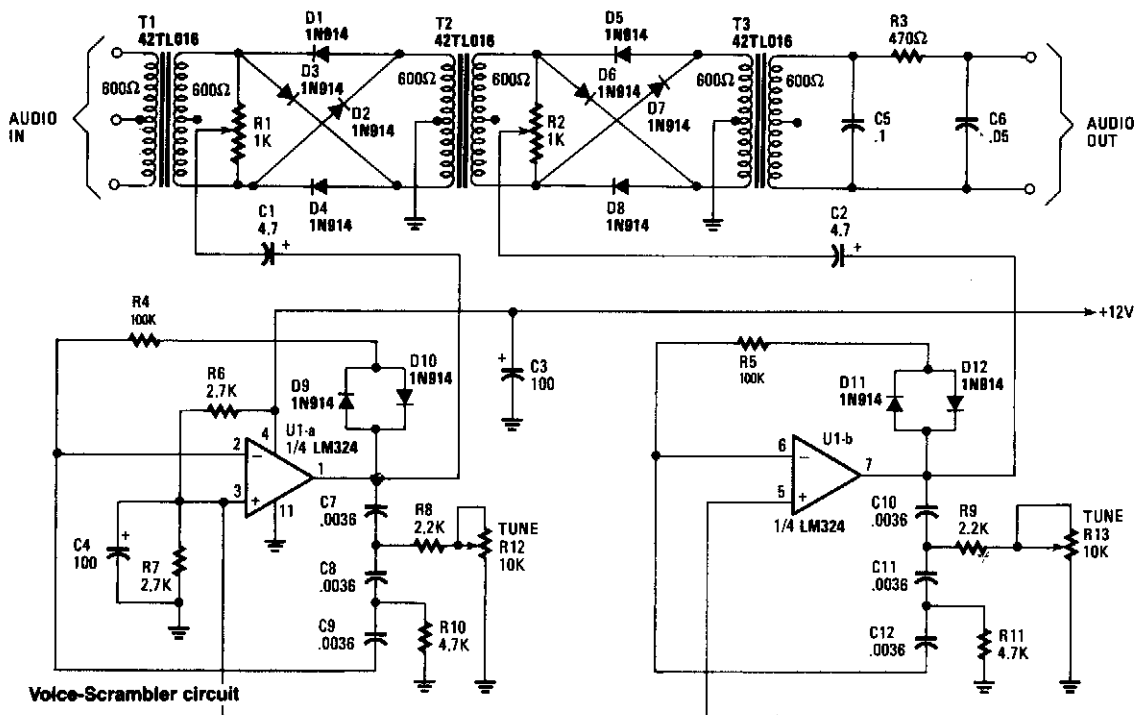 T1
42TL016
D1
1N914
T2
42TL016
D5
1N914
T3
42TL016
R3
470Ω
600Ω
600Ω
D3
1N914
D2
1N914
600Ω
600Ω
D6
1N914
D7
1N914
600Ω
600Ω
AUDIO
IN
R1
1K
R2
1K
C5
.1
C6
.05
AUDIO
OUT
D4
1N914
D8
1N914
C1
4.7
+
C2
4.7
+
R4
100K
+12V
R6
2.7K
D9
1N914
D10
1N914
+
C3
100
R5
100K
D11
1N914
D12
1N914
U1-a
1/4 LM324
2
−
4
1
3
+
11
U1-b
6
−
7
5
+
1/4 LM324
C4
100
+
R7
2.7K
C7
.0036
R8
2.2K
TUNE
R12
10K
C8
.0036
C9
.0036
R10
4.7K
C10
.0036
R9
2.2K
TUNE
R13
10K
C11
.0036
C12
.0036
R11
4.7K
Voice-Scrambler circuit